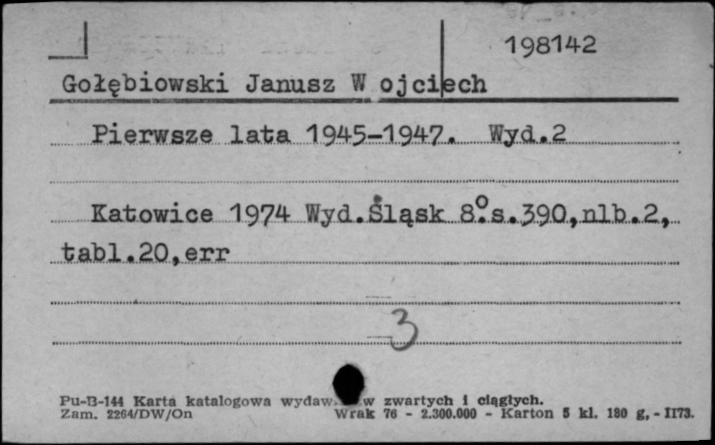 198142
Gołębiowski Janusz W ojciech
Pierwsze lata 1945-1947. Wyd.2
Katowice 1974 Wyd.Śląsk 8°.s.390,nlb.2,
tabl.20,err
3
Pu-B-144 Karta katalogowa wydaw w zwartych i ciągłych.
Zam. 2264/DW/On Wrak 76 - 2.300.000 - Karton 5 kl. 180 g, - II73.